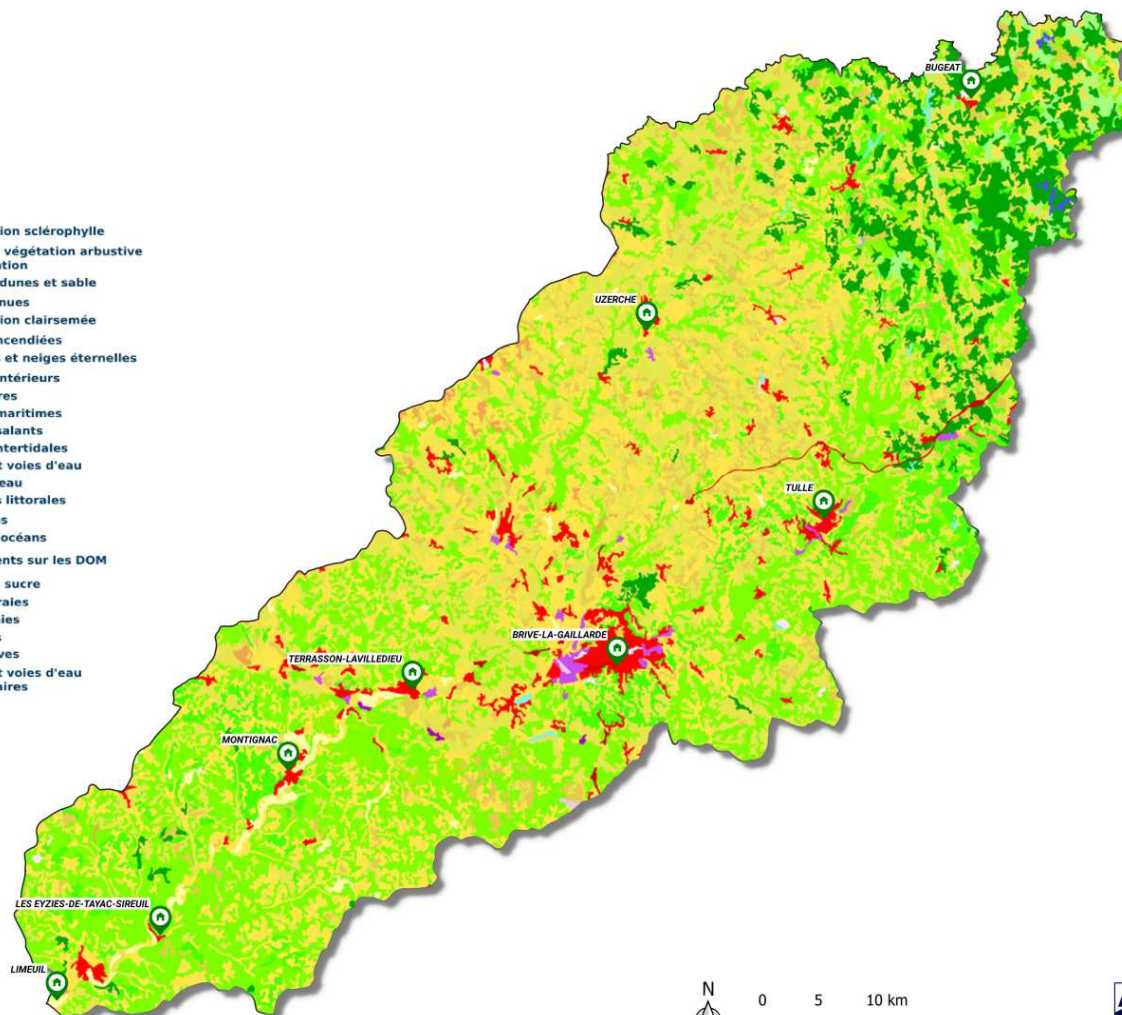 BUGEAT
ion sclérophylle
végétation arbustive
ation
dunes et sable
nues
ion clairsemée
ncendiées
s et neiges éternelles
ntérieurs
res
maritimes
salants
ntertidales
t voies d'eau
eau
s littorales
s
océans
ents sur les DOM
sucre
raies
ies
s
ves
t voies d'eau
aires
UZERCHE
TULLE
BRIVE-LA-GAILLARDE
TERRASSON-LAVILLEDIEU
MONTIGNAC
LES EYZIES-DE-TAYAC-SIREUIL
LIMEUIL
N
0 5 10 km